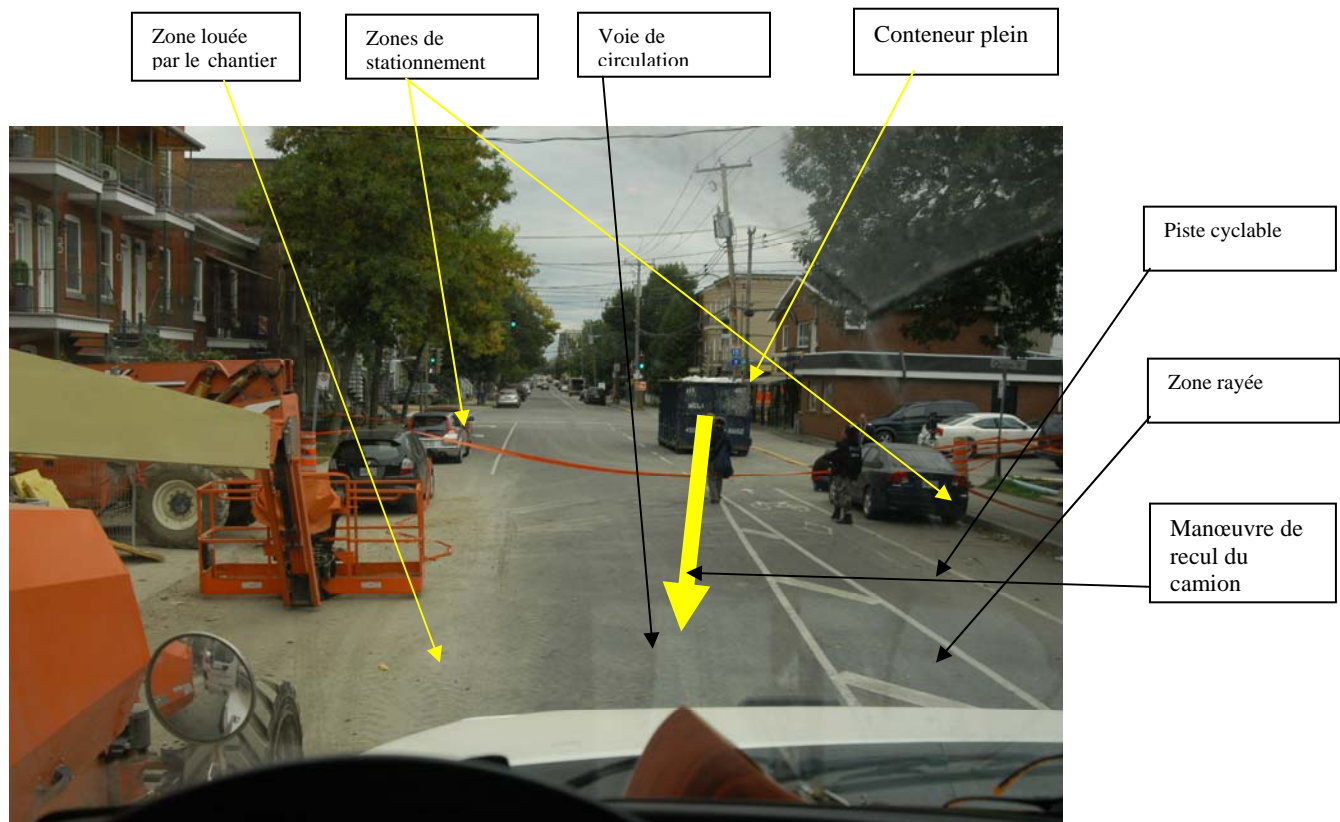 Zone louée
par le chantier
Zones de
stationnement
Voie de
circulation
Conteneur plein
Piste cyclable
Zone rayée
Manœuvre de
recul du
camion